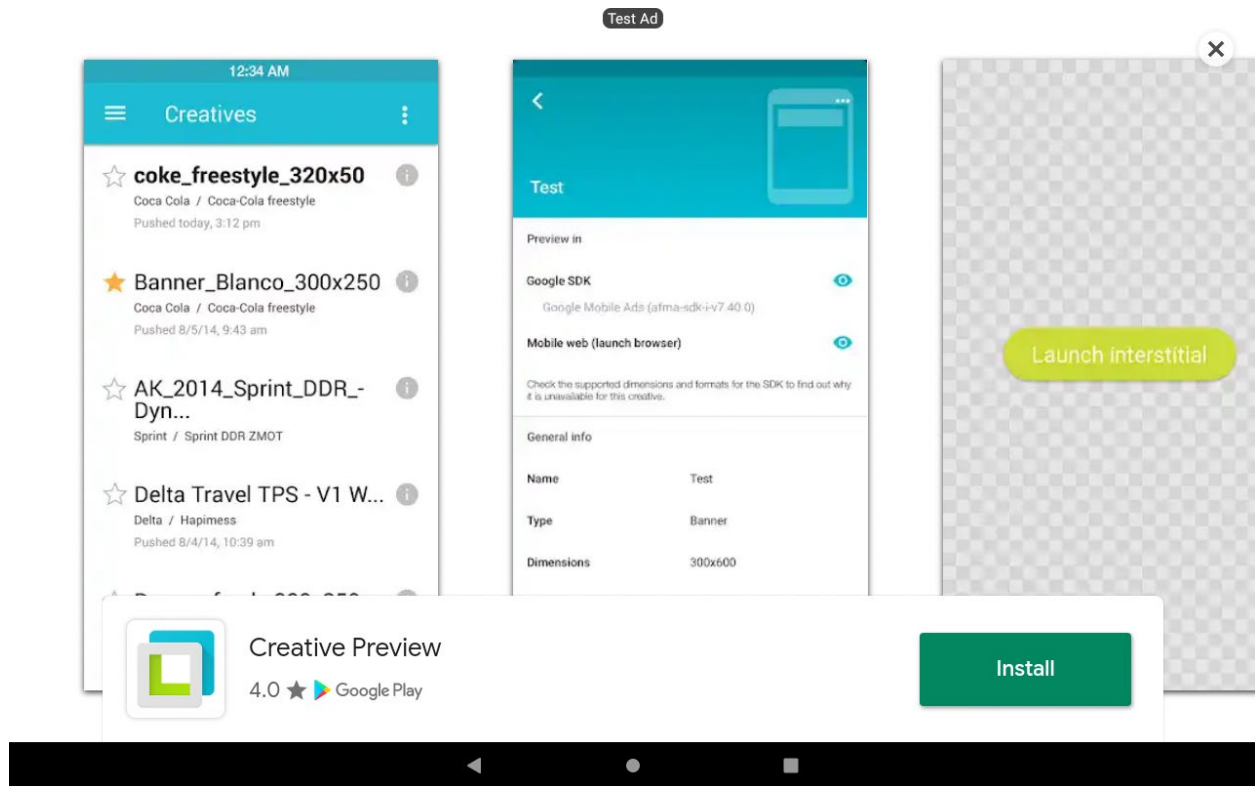 Test Ad
12:34 AM
Creatives
coke_freestyle_320x50
Coca Cola / Coca-Cola freestyle
Pushed today, 3:12 pm
Banner_Blanco_300x250
Coca Cola / Coca-Cola freestyle
Pushed 8/5/14, 9:43 am
AK_2014_Sprint_DDR_-
Dyn...
Sprint / Sprint DDR ZMOT
Delta Travel TPS - V1 W...
Delta / Hapimess
Pushed 8/4/14, 10:39 am
Test
Preview in
Google SDK
Google Mobile Ads (afma-sdk-i-v7.40.0)
Mobile web (launch browser)
Check the supported dimensions and formats for the SDK to find out why
it is unavailable for this creative.
General info
Name Test
Type Banner
Dimensions 300x600
Launch interstitial
Creative Preview
4.0 ★ Google Play
Install